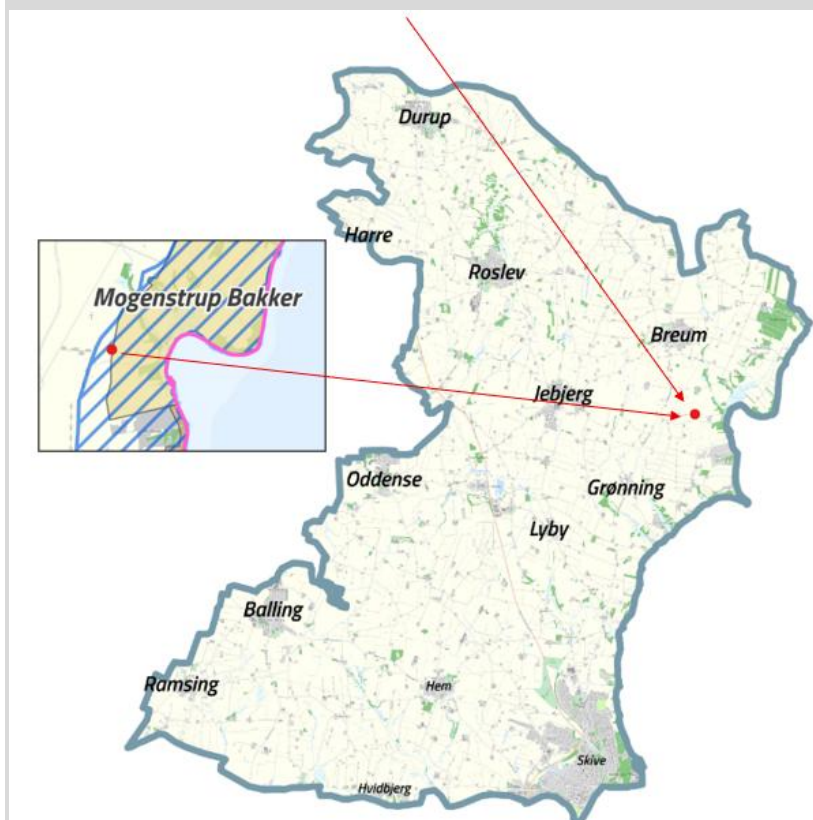 Durup
Harre
Roslev
Mogenstrup Bakker
Breum
Jebjerg
Oddense
Grønning
Lyby
Balling
Ramsing
Hem
Skive
Hvidbjerg